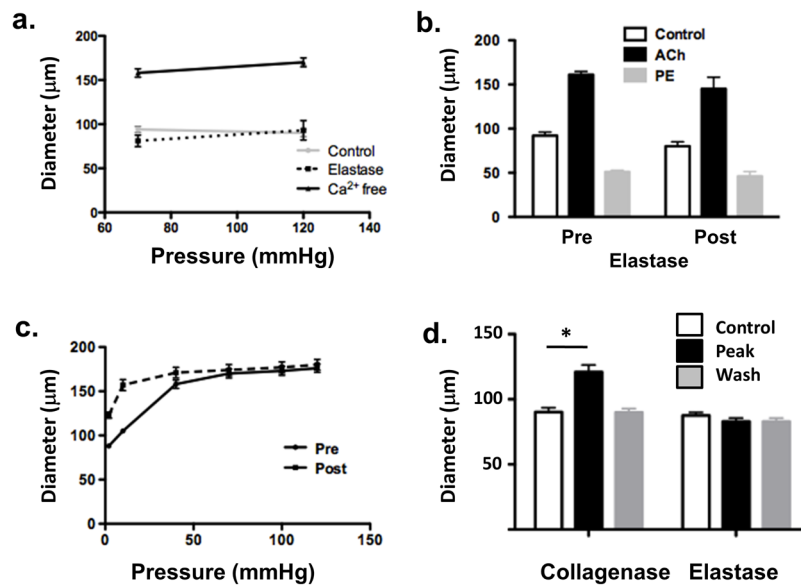 a.
Diameter (μm)
200
150
100
50
0
60
80
100
120
140
Pressure (mmHg)
Control
Elastase
Ca2+ free
b.
Diameter (μm)
200
150
100
50
0
Control
ACh
PE
Pre
Post
Elastase
c.
Diameter (μm)
200
150
100
50
0
0
50
100
150
Pressure (mmHg)
Pre
Post
d.
Diameter (μm)
150
100
50
*
Control
Peak
Wash
Collagenase
Elastase